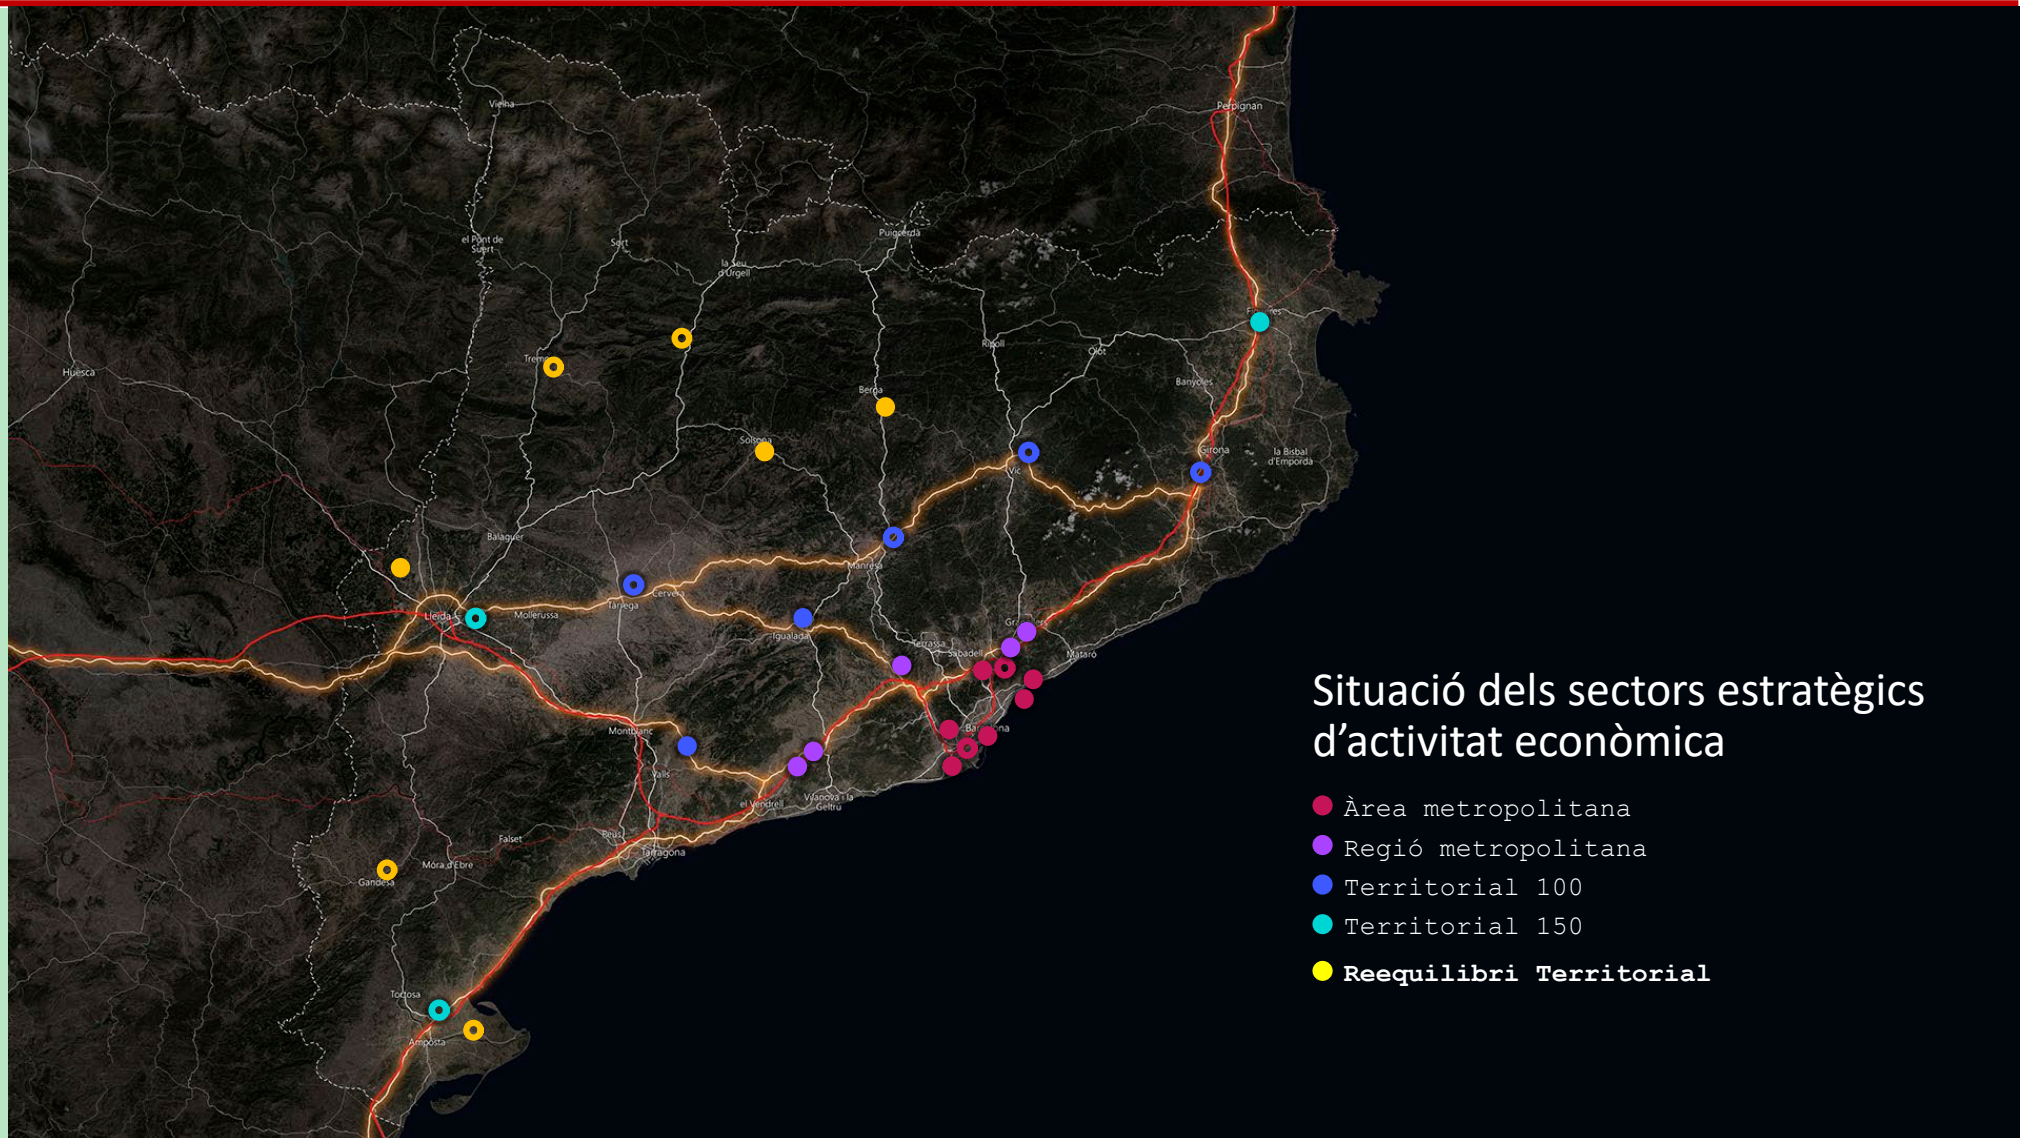 Vielha
Perpignan
el Pont de
Suert
Sort
Puigcerdà
la Seu
d'Urgell
Huesca
Ripoll
Olot
Banyoles
Berga
Solsona
Girona
la Bisbal
d'Empordà
Vic
Balaguer
Manresa
Cervera
Tàrrega
Lleida
Mollerussa
Igualada
Terrassa
Sabadell
Mataró
Montblanc
Valls
el Vendrell
Vilanova i la
Geltrú
Reus
Falset
Tarragona
Móra d'Ebre
Gandesa
Tortosa
Amposta
Situació dels sectors estratègics
d’activitat econòmica
Àrea metropolitana
Regió metropolitana
Territorial 100
Territorial 150
Reequilibri Territorial